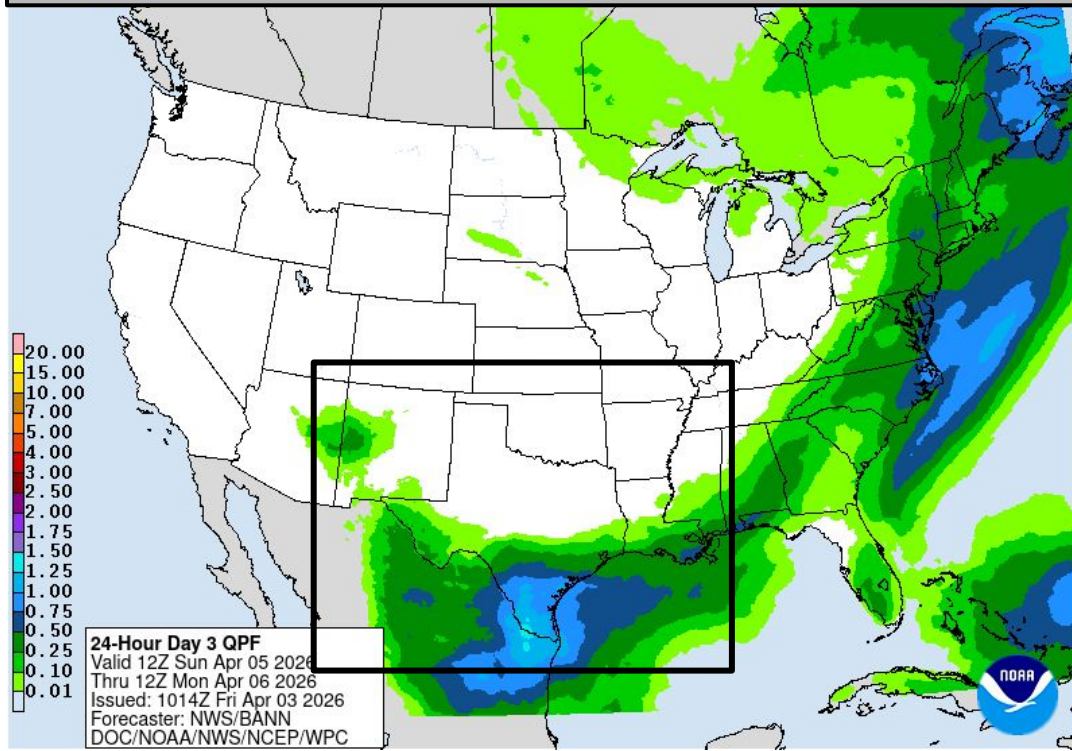 20.00
15.00
10.00
7.00
5.00
4.00
3.00
2.50
2.00
1.75
1.50
1.25
1.00
0.75
0.50
0.25
0.10
0.01
24-Hour Day 3 QPF
Valid 12Z Sun Apr 05 2026
Thru 12Z Mon Apr 06 2026
Issued: 1014Z Fri Apr 03 2026
Forecaster: NWS/BANN
DOC/NOAA/NWS/NCEP/WPC
NOAA